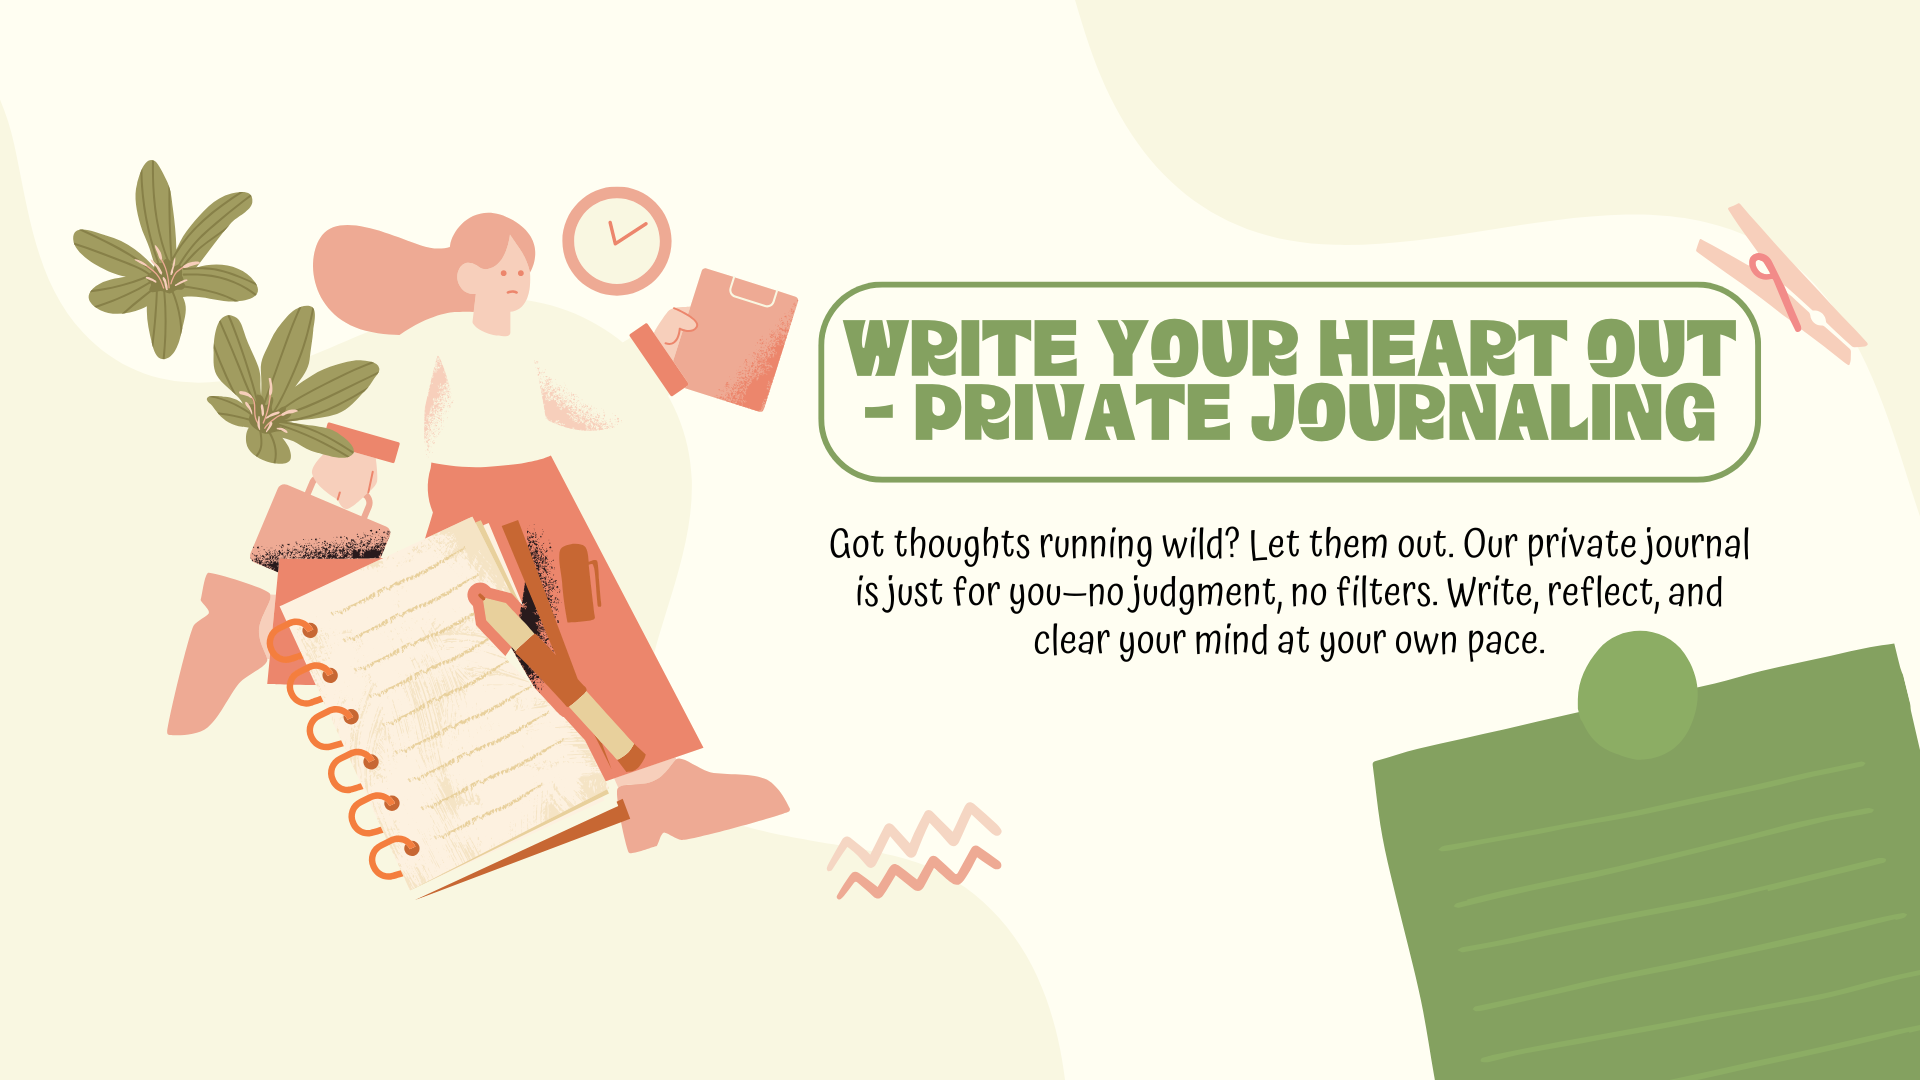 WRITE YOUR HEART OUT
- PRIVATE JOURNALING
Got thoughts running wild? Let them out. Our private journal
is just for you—no judgment, no filters. Write, reflect, and
clear your mind at your own pace.